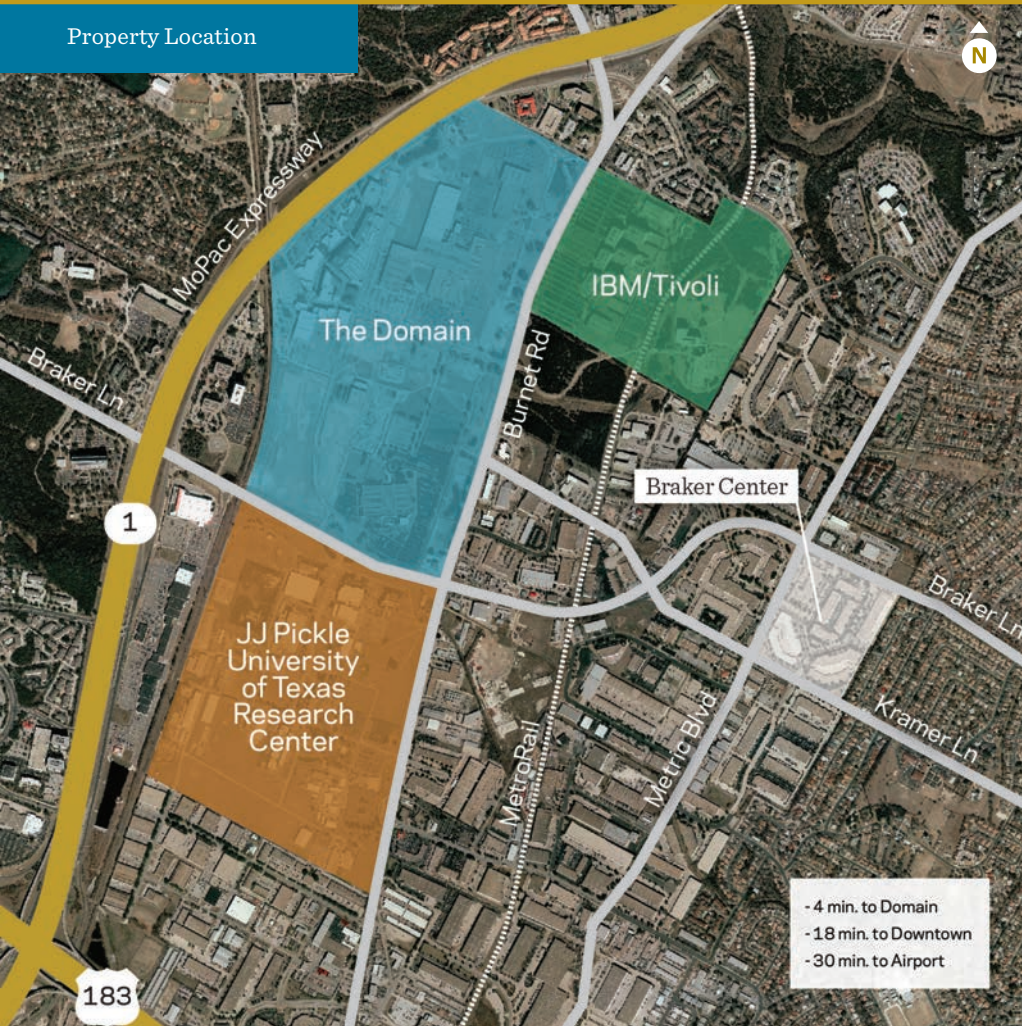 Property Location
N
MoPac Expressway
IBM/Tivoli
The Domain
Braker Ln
Burnet Rd
Braker Center
1
Braker Ln
JJ Pickle
University
of Texas
Research
Center
MetroRail
Metric Blvd
Kramer Ln
- 4 min. to Domain
- 18 min. to Downtown
- 30 min. to Airport
183